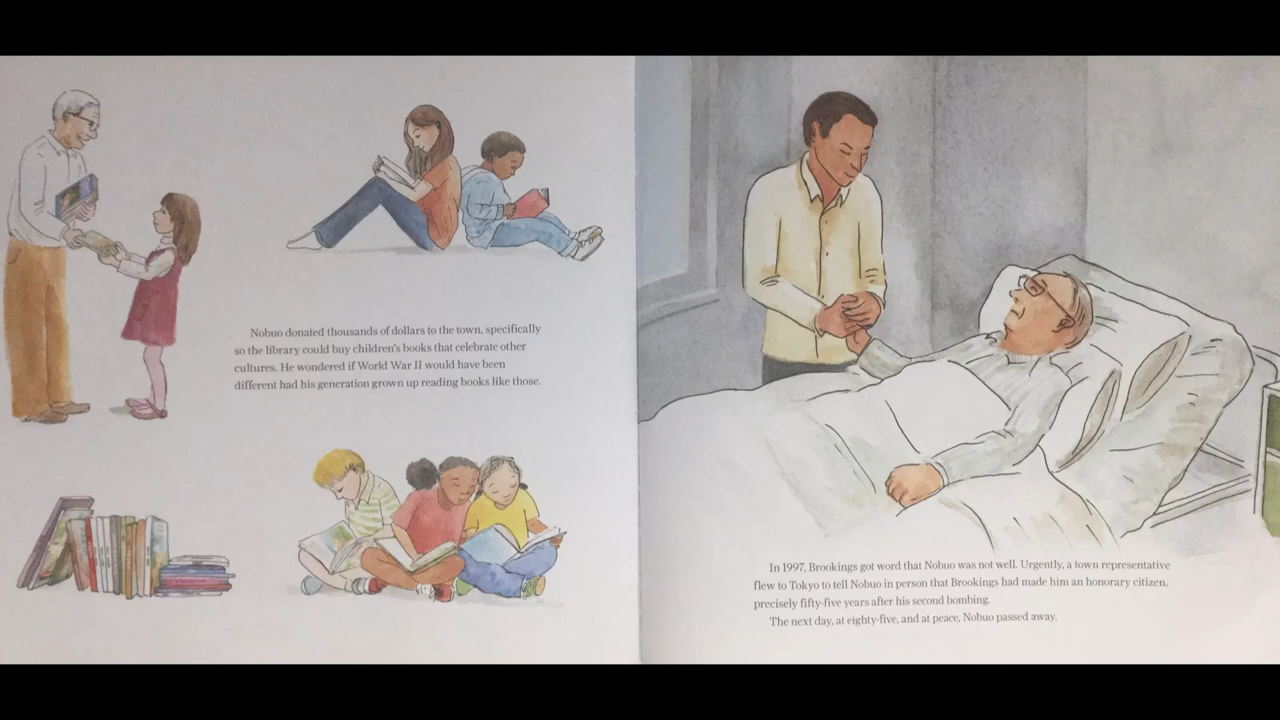 Nobuo donated thousands of dollars to the town, specifically
so the library could buy children's books that celebrate other
cultures. He wondered if World War II would have been
different had his generation grown up reading books like those.
In 1997, Brookings got word that Nobuo was not well. Urgently, a town representative
flew to Tokyo to tell Nobuo in person that Brookings had made him an honorary citizen,
precisely fifty-five years after his second bombing.
The next day, at eighty-five, and at peace, Nobuo passed away.